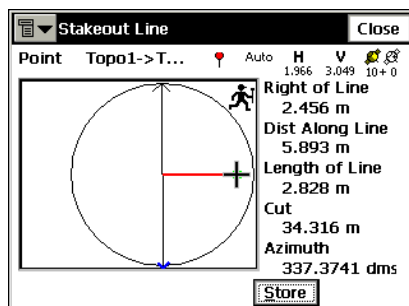 Stakeout Line
Close
Point Topo1->T... Auto H V
1.966 3.049 10+ 0
Right of Line
2.456 m
Dist Along Line
5.893 m
Length of Line
2.828 m
Cut
34.316 m
Azimuth
337.3741 dms
Store